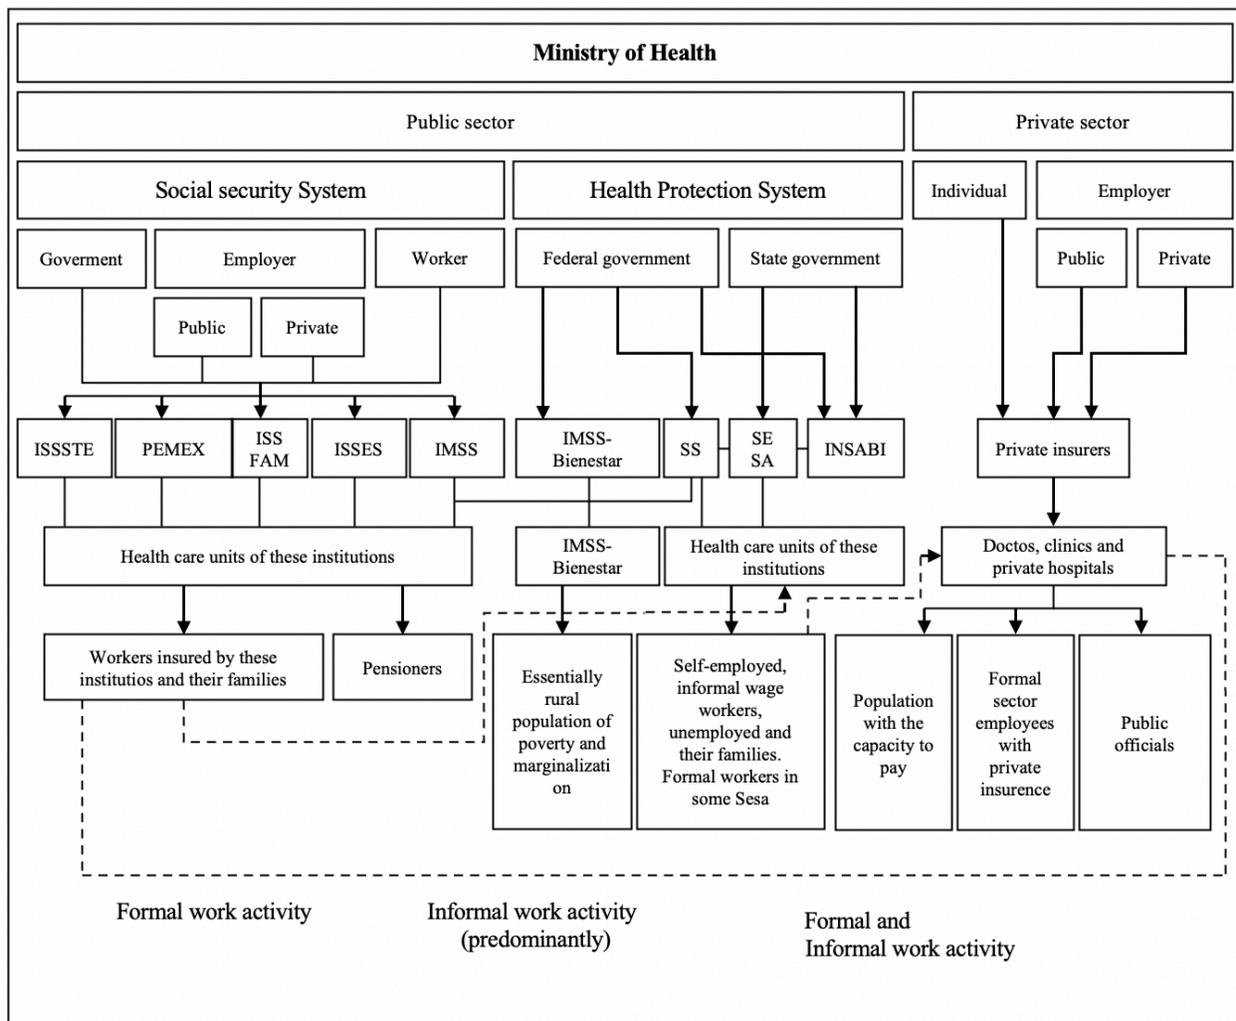 Ministry of Health
Public sector
Private sector
Social security System
Health Protection System
Individual
Employer
Goverment
Employer
Worker
Federal government
State government
Public
Private
Public
Private
ISSSTE
PEMEX
ISS
FAM
ISSES
IMSS
IMSS-
Bienestar
SS
SE
SA
INSABI
Private insurers
Health care units of these institutions
IMSS-
Bienestar
Health care units of these
institutions
Doctos, clinics and
private hospitals
Workers insured by these
institutios and their families
Pensioners
Essentially
rural
population of
poverty and
marginalizati
on
Self-employed,
informal wage
workers,
unemployed and
their families.
Formal workers in
some Sesa
Population
with the
capacity to
pay
Formal
sector
employees
with
private
insurence
Public
officials
Formal work activity
Informal work activity
(predominantly)
Formal and
Informal work activity